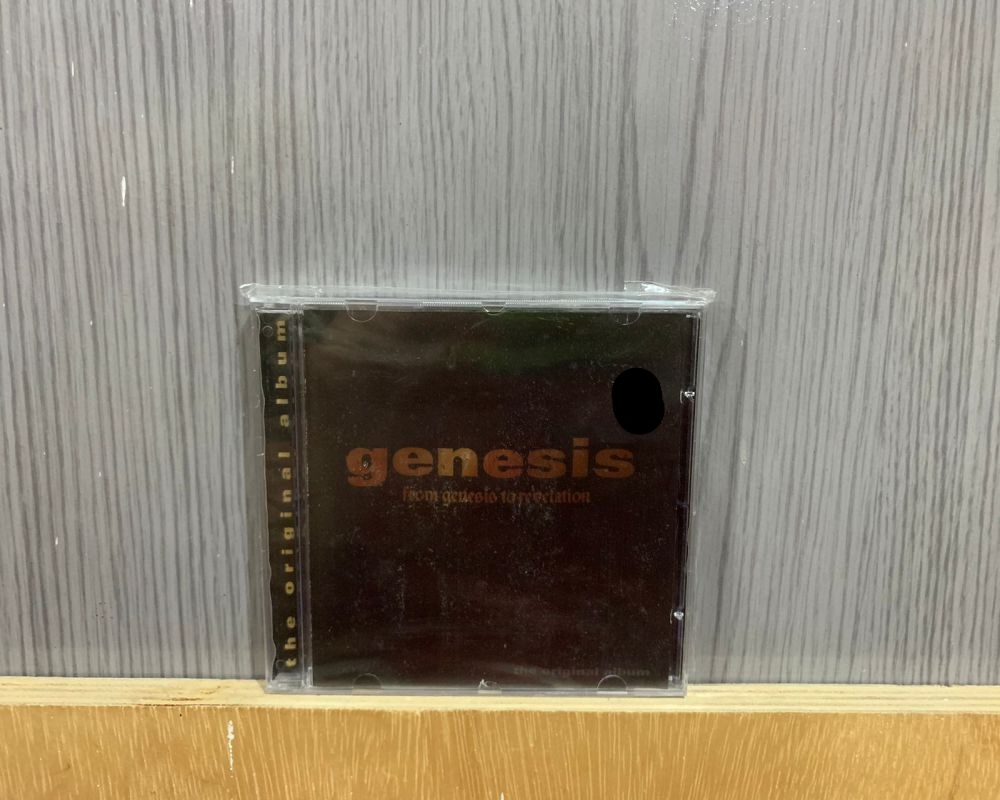 the original album
genesis
from genesis to revelation
the original album